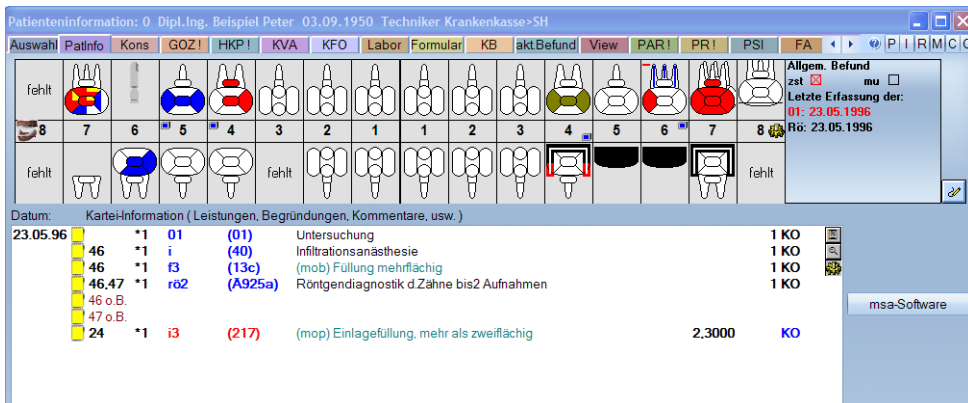 Patienteninformation: 0 Dipl.Ing. Beispiel Peter 03.09.1950 Techniker Krankenkasse>SH
Auswahl PatInfo Kons GOZ! HKP! KVA KFO Labor Formular KB akt.Befund View PAR! PR! PSI FA P I R M C C
Allgem. Befund
zst mu
Letzte Erfassung der:
01: 23.05.1996
Rö: 23.05.1996
fehlt
8 7 6 5 4 3 2 1 1 2 3 4 5 6 7 8
fehlt fehlt fehlt
Datum: Kartei-Information ( Leistungen, Begründungen, Kommentare, usw. )
23.05.96 *1 01 (01) Untersuchung 1 KO
46 *1 i (40) Infiltrationsanästhesie 1 KO
46 *1 f3 (13c) (mob) Füllung mehrflächig 1 KO
46,47 *1 rö2 (Ä925a) Röntgendiagnostik d.Zähne bis2 Aufnahmen 1 KO
46 o.B.
47 o.B.
24 *1 i3 (217) (mop) Einlagefüllung, mehr als zweiflächig 2,3000 KO
msa-Software